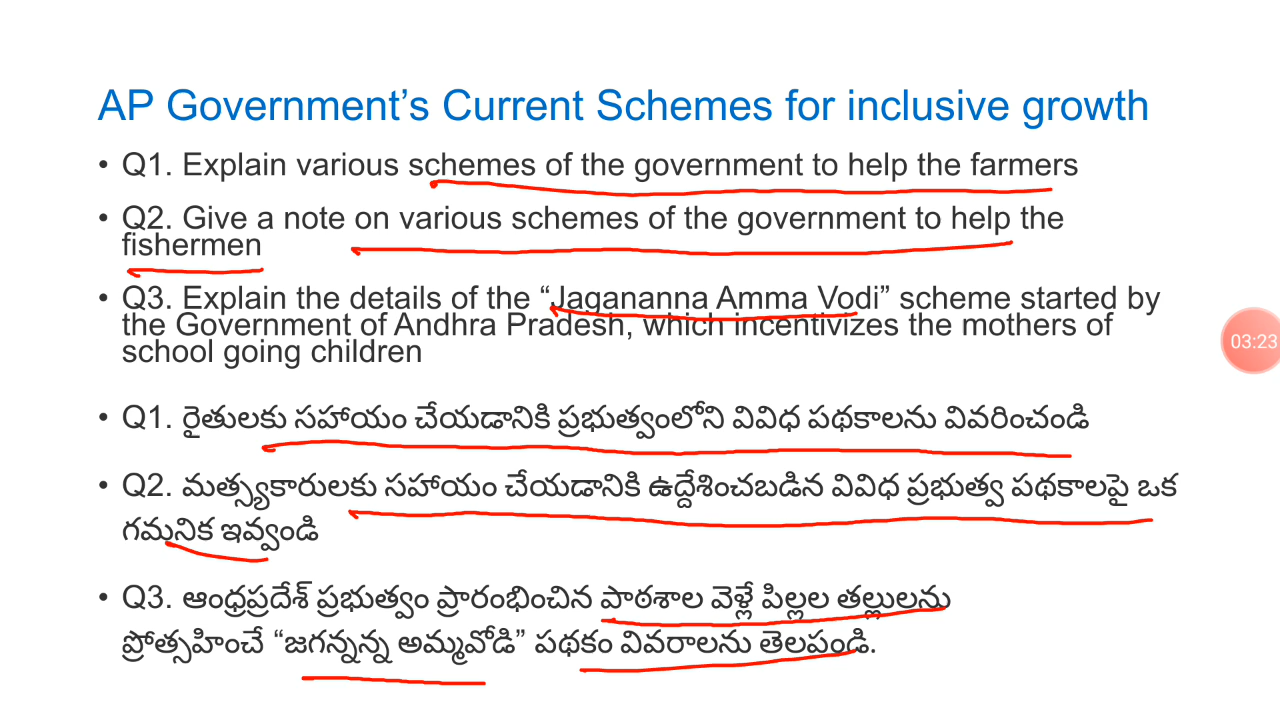 AP Government’s Current Schemes for inclusive growth
• Q1. Explain various schemes of the government to help the farmers
• Q2. Give a note on various schemes of the government to help the
fishermen
• Q3. Explain the details of the “Jagananna Amma Vodi” scheme started by
the Government of Andhra Pradesh, which incentivizes the mothers of
school going children
03:23
• Q1. రైతులకు సహాయం చేయడానికి ప్రభుత్వంలోని వివిధ పథకాలను వివరించండి
• Q2. మత్స్యకారులకు సహాయం చేయడానికి ఉద్దేశించబడిన వివిధ ప్రభుత్వ పథకాలపై ఒక
గమనిక ఇవ్వండి
• Q3. ఆంధ్రప్రదేశ్ ప్రభుత్వం ప్రారంభించిన పాఠశాల వెళ్లే పిల్లల తల్లులను
ప్రోత్సహించే “జగన్నన్న అమ్మవోడి” పథకం వివరాలను తెలపండి.